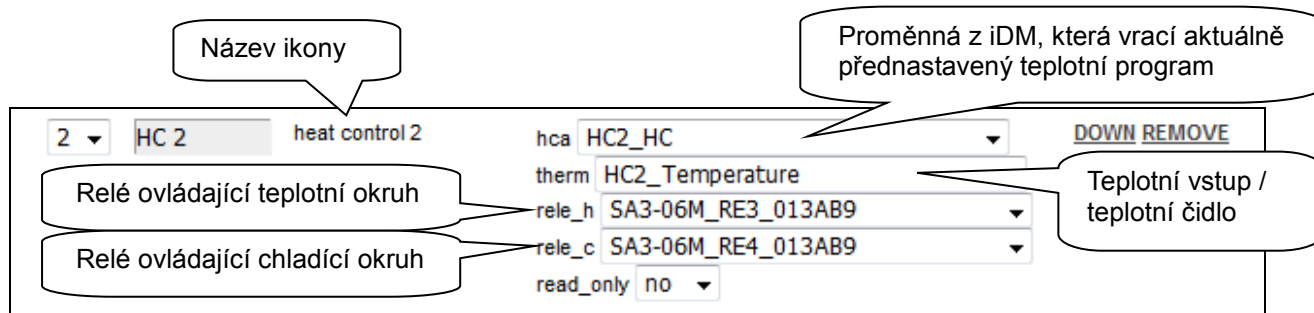 Název ikony
Proměnná z iDM, která vrací aktuálně
přednastavený teplotní program
2 HC 2 heat control 2 hca HC2_HC DOWN REMOVE
therm HC2_Temperature
Teplotní vstup /
teplotní čidlo
Relé ovládající teplotní okruh
rele_h SA3-06M_RE3_013AB9
Relé ovládající chladící okruh
rele_c SA3-06M_RE4_013AB9
read_only no